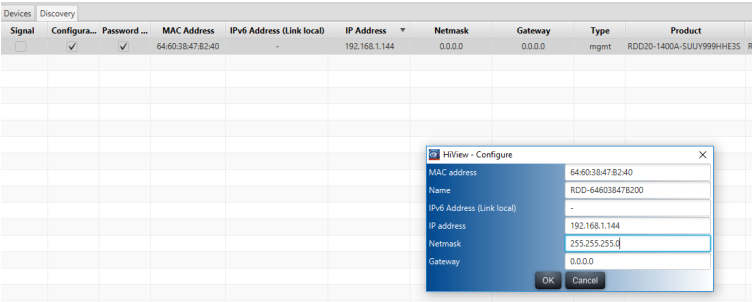 Devices Discovery
Signal Configura... Password ... MAC Address IPv6 Address (Link local) IP Address Netmask Gateway Type Product
64:60:38:47:B2:40 - 192.168.1.144 0.0.0.0 0.0.0.0 mgmt RDD20-1400A-SUUY999HHE3S R
HiView - Configure
MAC address 64:60:38:47:B2:40
Name RDD-64603847B200
IPv6 Address (Link local) -
IP address 192.168.1.144
Netmask 255.255.255.0
Gateway 0.0.0.0
OK Cancel